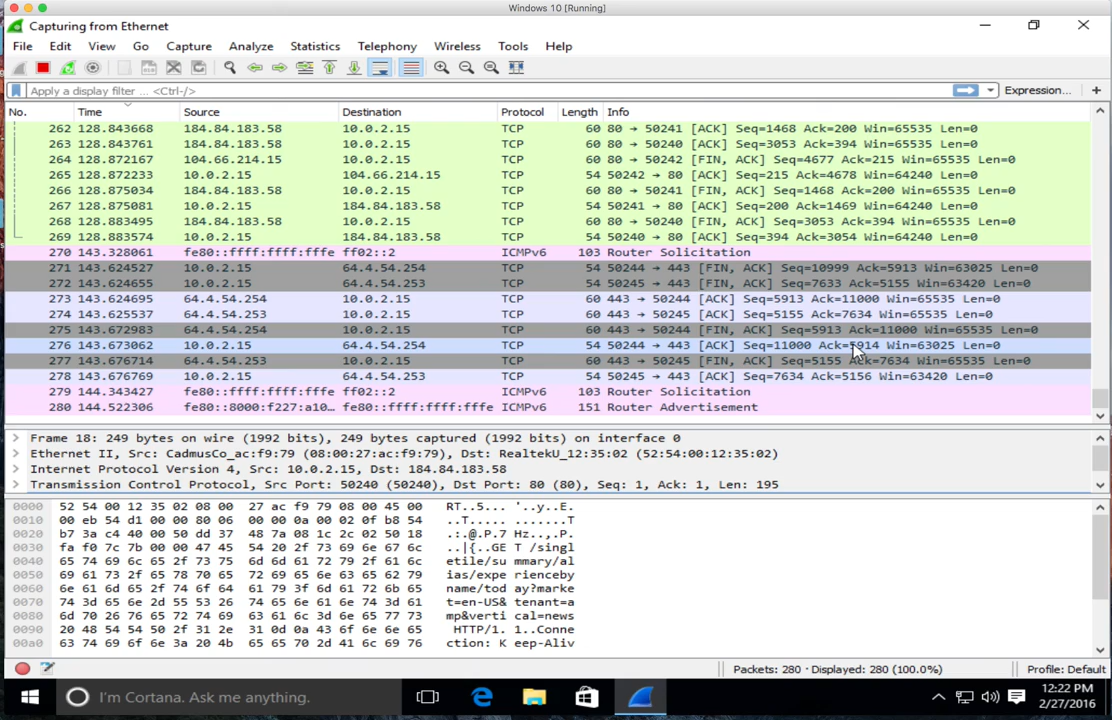 Windows 10 [Running]
Capturing from Ethernet
File Edit View Go Capture Analyze Statistics Telephony Wireless Tools Help
Apply a display filter ... <Ctrl-/> Expression... +
No. Time Source Destination Protocol Length Info
262 128.843668 184.84.183.58 10.0.2.15 TCP 60 80 → 50241 [ACK] Seq=1468 Ack=200 Win=65535 Len=0
263 128.843761 184.84.183.58 10.0.2.15 TCP 60 80 → 50240 [ACK] Seq=3053 Ack=394 Win=65535 Len=0
264 128.872167 104.66.214.15 10.0.2.15 TCP 60 80 → 50242 [FIN, ACK] Seq=4677 Ack=215 Win=65535 Len=0
265 128.872233 10.0.2.15 104.66.214.15 TCP 54 50242 → 80 [ACK] Seq=215 Ack=4678 Win=64240 Len=0
266 128.875034 184.84.183.58 10.0.2.15 TCP 60 80 → 50241 [FIN, ACK] Seq=1468 Ack=200 Win=65535 Len=0
267 128.875081 10.0.2.15 184.84.183.58 TCP 54 50241 → 80 [ACK] Seq=200 Ack=1469 Win=64240 Len=0
268 128.883495 184.84.183.58 10.0.2.15 TCP 60 80 → 50240 [FIN, ACK] Seq=3053 Ack=394 Win=65535 Len=0
269 128.883574 10.0.2.15 184.84.183.58 TCP 54 50240 → 80 [ACK] Seq=394 Ack=3054 Win=64240 Len=0
270 143.328061 fe80::ffff:ffff:fffe ff02::2 ICMPv6 103 Router Solicitation
271 143.624527 10.0.2.15 64.4.54.254 TCP 54 50244 → 443 [FIN, ACK] Seq=10999 Ack=5913 Win=63025 Len=0
272 143.624655 10.0.2.15 64.4.54.253 TCP 54 50245 → 443 [FIN, ACK] Seq=7633 Ack=5155 Win=63420 Len=0
273 143.624695 64.4.54.254 10.0.2.15 TCP 60 443 → 50244 [ACK] Seq=5913 Ack=11000 Win=65535 Len=0
274 143.625537 64.4.54.253 10.0.2.15 TCP 60 443 → 50245 [ACK] Seq=5155 Ack=7634 Win=65535 Len=0
275 143.672983 64.4.54.254 10.0.2.15 TCP 60 443 → 50244 [FIN, ACK] Seq=5913 Ack=11000 Win=65535 Len=0
276 143.673062 10.0.2.15 64.4.54.254 TCP 54 50244 → 443 [ACK] Seq=11000 Ack=5914 Win=63025 Len=0
277 143.676714 64.4.54.253 10.0.2.15 TCP 60 443 → 50245 [FIN, ACK] Seq=5155 Ack=7634 Win=65535 Len=0
278 143.676769 10.0.2.15 64.4.54.253 TCP 54 50245 → 443 [ACK] Seq=7634 Ack=5156 Win=63420 Len=0
279 144.343427 fe80::ffff:ffff:fffe ff02::2 ICMPv6 103 Router Solicitation
280 144.522306 fe80::8000:f227:a10... fe80::ffff:ffff:fffe ICMPv6 151 Router Advertisement
Frame 18: 249 bytes on wire (1992 bits), 249 bytes captured (1992 bits) on interface 0
Ethernet II, Src: CadmusCo_ac:f9:79 (08:00:27:ac:f9:79), Dst: RealtekU_12:35:02 (52:54:00:12:35:02)
Internet Protocol Version 4, Src: 10.0.2.15, Dst: 184.84.183.58
Transmission Control Protocol, Src Port: 50240 (50240), Dst Port: 80 (80), Seq: 1, Ack: 1, Len: 195
0000 52 54 00 12 35 02 08 00 27 ac f9 79 08 00 45 00 RT..5... '..y..E.
0010 00 eb 54 d1 00 00 80 06 00 00 0a 00 02 0f b8 54 ..T..... .......T
0020 b7 3a c4 40 00 50 dd 37 48 7a 08 1c 2c 02 50 18 .:.@.P.7 Hz..,.P.
0030 fa f0 7c 7b 00 00 47 45 54 20 2f 73 69 6e 67 6c ..|{..GE T /singl
0040 65 74 69 6c 65 2f 73 75 6d 6d 61 72 79 2f 61 6c etile/su mmary/al
0050 69 61 73 2f 65 78 70 65 72 69 65 6e 63 65 62 79 ias/expe rienceby
0060 6e 61 6d 65 2f 74 6f 64 61 79 3f 6d 61 72 6b 65 name/tod ay?marke
0070 74 3d 65 6e 2d 55 53 26 74 65 6e 61 6e 74 3d 61 t=en-US& tenant=a
0080 6d 70 26 76 65 72 74 69 63 61 6c 3d 6e 65 77 73 mp&verti cal=news
0090 20 48 54 54 50 2f 31 2e 31 0d 0a 43 6f 6e 6e 65 HTTP/1. 1..Conne
00a0 63 74 69 6f 6e 3a 20 4b 65 65 70 2d 41 6c 69 76 ction: K eep-Aliv
Packets: 280 · Displayed: 280 (100.0%) Profile: Default
I'm Cortana. Ask me anything.
12:22 PM
2/27/2016